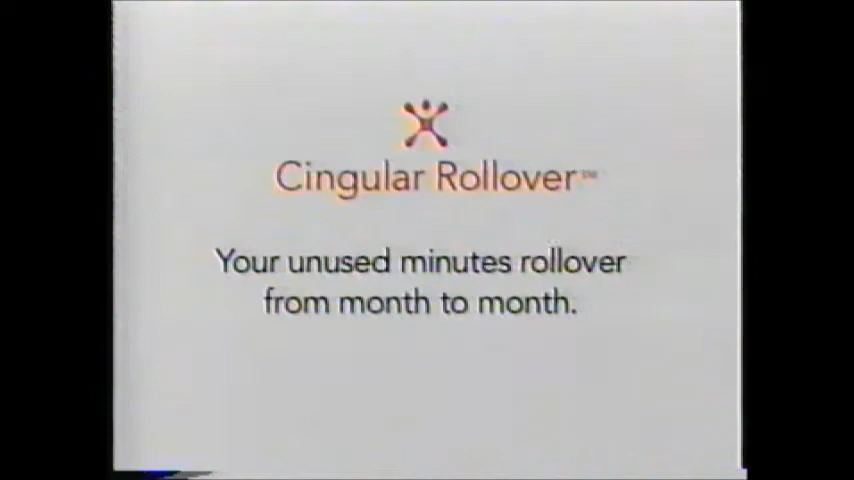 Cingular Rollover℠
Your unused minutes rollover
from month to month.